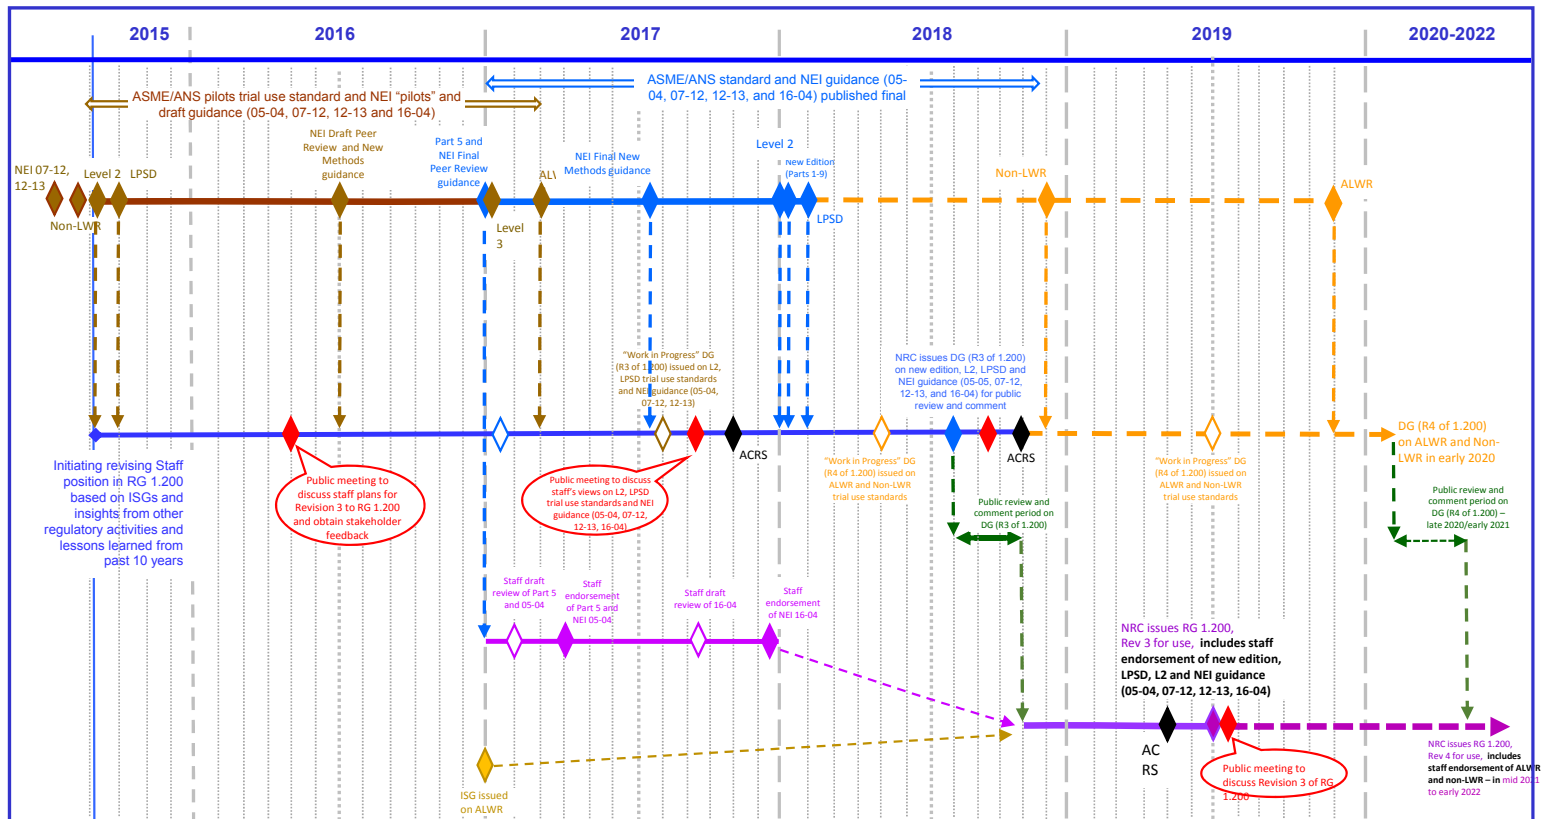 2015
2016
2017
2018
2019
2020-2022
ASME/ANS pilots trial use standard and NEI "pilots" and
draft guidance (05-04, 07-12, 12-13 and 16-04)
ASME/ANS standard and NEI guidance (05-
04, 07-12, 12-13, and 16-04) published final
NEI 07-12,
12-13
Non-LWR
Level 2
LPSD
NEI Draft Peer
Review and New
Methods
guidance
Part 5 and
NEI Final
Peer Review
guidance
Level
3
NEI Final New
Methods guidance
Level 2
New Edition
(Parts 1-9)
LPSD
Non-LWR
ALWR
"Work in Progress" DG
(R3 of 1.200) issued on L2,
LPSD trial use standards
and NEI guidance (05-04,
07-12, 12-13)
NRC issues DG (R3 of 1.200)
on new edition, L2, LPSD and
NEI guidance (05-05, 07-12,
12-13, and 16-04) for public
review and comment
Initiating revising Staff
position in RG 1.200
based on ISGs and
insights from other
regulatory activities and
lessons learned from
past 10 years
Public meeting to
discuss staff plans for
Revision 3 to RG 1.200
and obtain stakeholder
feedback
Public meeting to discuss
staff's views on L2, LPSD
trial use standards and NEI
guidance (05-04, 07-12,
12-13, 16-04)
ACRS
"Work in Progress" DG
(R4 of 1.200) issued on
ALWR and Non-LWR
trial use standards
ACRS
"Work in Progress" DG
(R4 of 1.200) issued on
ALWR and Non-LWR
trial use standards
DG (R4 of 1.200)
on ALWR and Non-
LWR in early 2020
Public review and
comment period on
DG (R3 of 1.200)
Public review and
comment period on
DG (R4 of 1.200) –
late 2020/early 2021
Staff draft
review of Part 5
and 05-04
Staff
endorsement
of Part 5 and
NEI 05-04
Staff draft
review of 16-04
Staff
endorsement
of NEI 16-04
NRC issues RG 1.200,
Rev 3 for use, includes staff
endorsement of new edition,
LPSD, L2 and NEI guidance
(05-04, 07-12, 12-13, 16-04)
AC
RS
Public meeting to
discuss Revision 3 of RG
1.200
NRC issues RG 1.200,
Rev 4 for use, includes
staff endorsement of ALWR
and non-LWR – in mid 2021
to early 2022
ISG issued
on ALWR